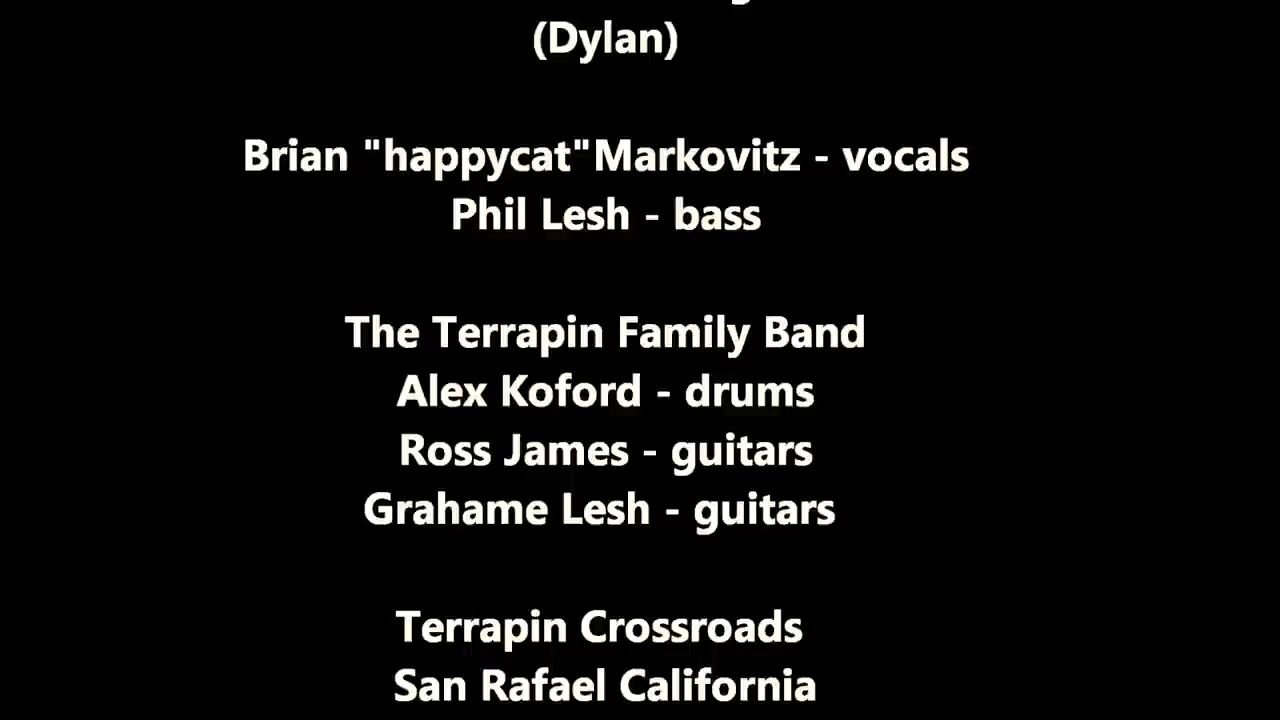 (Dylan)
Brian "happycat"Markovitz - vocals
Phil Lesh - bass
The Terrapin Family Band
Alex Koford - drums
Ross James - guitars
Grahame Lesh - guitars
Terrapin Crossroads
San Rafael California